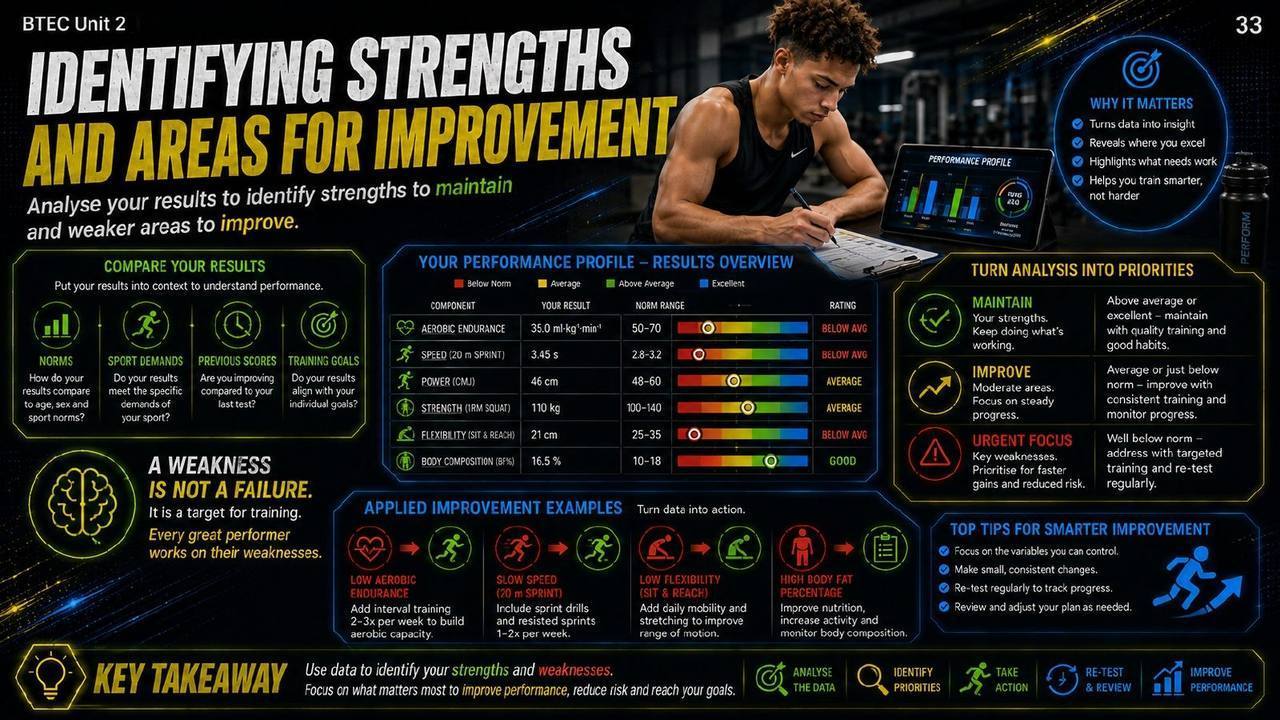 BTEC Unit 2
33
IDENTIFYING STRENGTHS
AND AREAS FOR IMPROVEMENT
Analyse your results to identify strengths to maintain
and weaker areas to improve.
PERFORMANCE PROFILE
WHY IT MATTERS
Turns data into insight
Reveals where you excel
Highlights what needs work
Helps you train smarter,
not harder
PERFORM
COMPARE YOUR RESULTS
Put your results into context to understand performance.
NORMS
How do your
results compare
to age, sex and
sport norms?
SPORT DEMANDS
Do your results
meet the specific
demands of
your sport?
PREVIOUS SCORES
Are you improving
compared to your
last test?
TRAINING GOALS
Do your results
align with your
individual goals?
YOUR PERFORMANCE PROFILE – RESULTS OVERVIEW
Below Norm Average Above Average Excellent
COMPONENT YOUR RESULT NORM RANGE RATING
AEROBIC ENDURANCE 35.0 ml·kg⁻¹·min⁻¹ 50–70 BELOW AVG
SPEED (20 m SPRINT) 3.45 s 2.8–3.2 BELOW AVG
POWER (CMJ) 46 cm 48–60 AVERAGE
STRENGTH (1RM SQUAT) 110 kg 100–140 AVERAGE
FLEXIBILITY (SIT & REACH) 21 cm 25–35 BELOW AVG
BODY COMPOSITION (BF%) 16.5 % 10–18 GOOD
TURN ANALYSIS INTO PRIORITIES
MAINTAIN
Your strengths.
Keep doing what's
working.
Above average or
excellent – maintain
with quality training and
good habits.
IMPROVE
Moderate areas.
Focus on steady
progress.
Average or just below
norm – improve with
consistent training and
monitor progress.
URGENT FOCUS
Key weaknesses.
Prioritise for faster
gains and reduced risk.
Well below norm –
address with targeted
training and re-test
regularly.
A WEAKNESS
IS NOT A FAILURE.
It is a target for training.
Every great performer
works on their weaknesses.
APPLIED IMPROVEMENT EXAMPLES Turn data into action.
LOW AEROBIC
ENDURANCE
Add interval training
2–3x per week to build
aerobic capacity.
SLOW SPEED
(20 m SPRINT)
Include sprint drills
and resisted sprints
1–2x per week.
LOW FLEXIBILITY
(SIT & REACH)
Add daily mobility and
stretching to improve
range of motion.
HIGH BODY FAT
PERCENTAGE
Improve nutrition,
increase activity and
monitor body composition.
TOP TIPS FOR SMARTER IMPROVEMENT
Focus on the variables you can control.
Make small, consistent changes.
Re-test regularly to track progress.
Review and adjust your plan as needed.
KEY TAKEAWAY
Use data to identify your strengths and weaknesses.
Focus on what matters most to improve performance, reduce risk and reach your goals.
ANALYSE
THE DATA
IDENTIFY
PRIORITIES
TAKE
ACTION
RE-TEST
& REVIEW
IMPROVE
PERFORMANCE